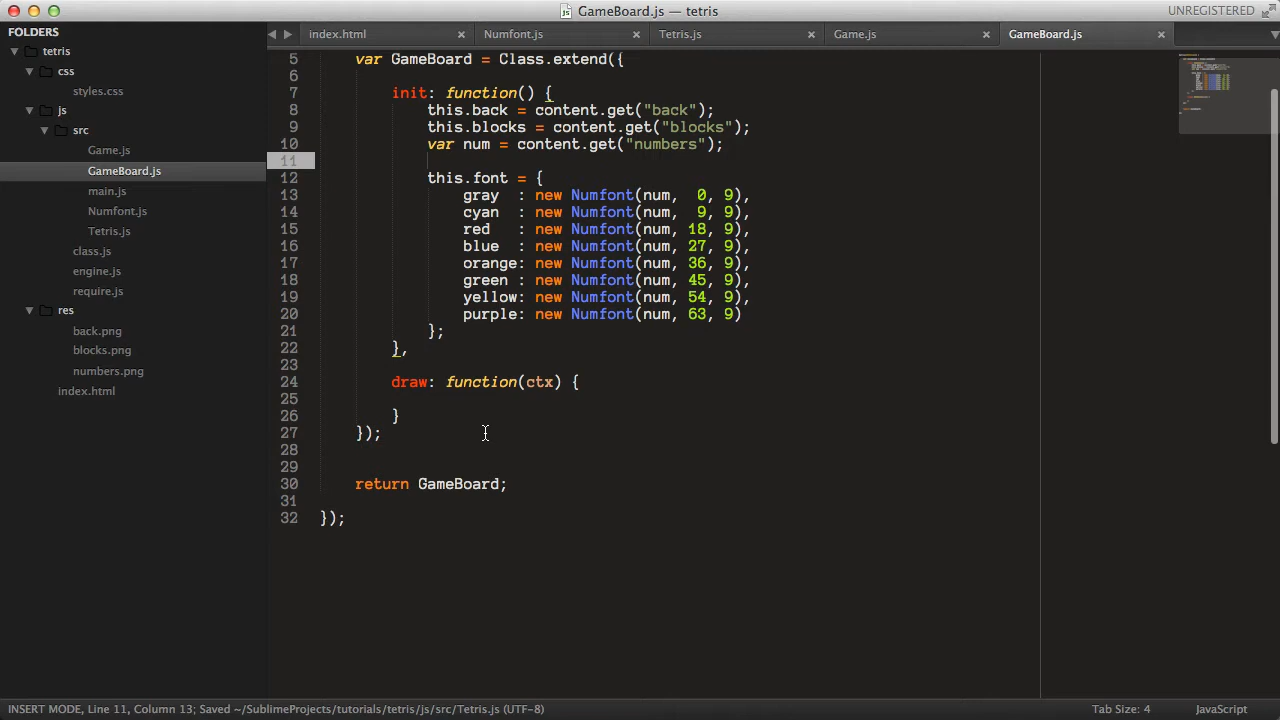 GameBoard.js — tetris
UNREGISTERED
FOLDERS
tetris
css
styles.css
js
src
Game.js
GameBoard.js
main.js
Numfont.js
Tetris.js
class.js
engine.js
require.js
res
back.png
blocks.png
numbers.png
index.html
index.html × Numfont.js × Tetris.js × Game.js × GameBoard.js ×
5 var GameBoard = Class.extend({
6
7 init: function() {
8 this.back = content.get("back");
9 this.blocks = content.get("blocks");
10 var num = content.get("numbers");
11
12 this.font = {
13 gray : new Numfont(num, 0, 9),
14 cyan : new Numfont(num, 9, 9),
15 red : new Numfont(num, 18, 9),
16 blue : new Numfont(num, 27, 9),
17 orange: new Numfont(num, 36, 9),
18 green : new Numfont(num, 45, 9),
19 yellow: new Numfont(num, 54, 9),
20 purple: new Numfont(num, 63, 9)
21 };
22 },
23
24 draw: function(ctx) {
25
26 }
27 });
28
29
30 return GameBoard;
31
32 });
INSERT MODE, Line 11, Column 13; Saved ~/SublimeProjects/tutorials/tetris/js/src/Tetris.js (UTF-8)
Tab Size: 4
JavaScript